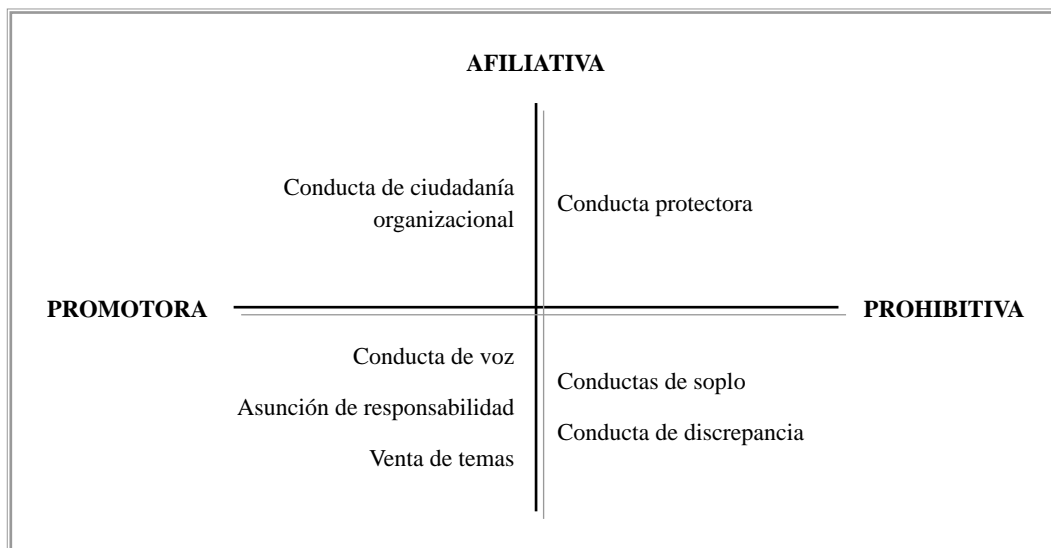 AFILIATIVA
Conducta de ciudadanía
organizacional
Conducta protectora
PROMOTORA
PROHIBITIVA
Conducta de voz
Asunción de responsabilidad
Venta de temas
Conductas de soplo
Conducta de discrepancia